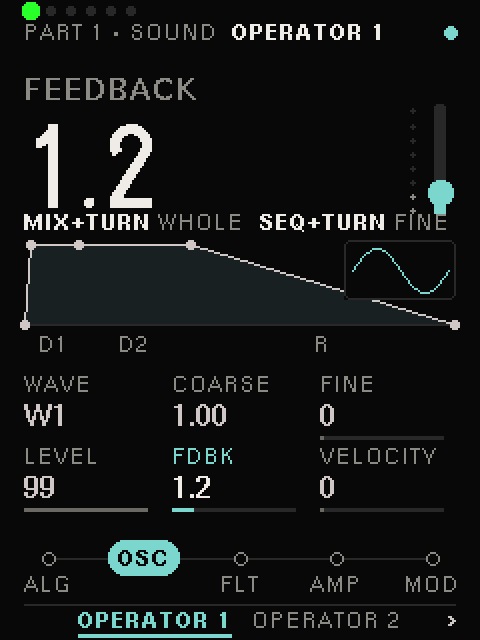 PART 1 · SOUND OPERATOR 1
FEEDBACK
1.2
MIX+TURN WHOLE SEQ+TURN FINE
D1 D2 R
WAVE COARSE FINE
W1 1.00 0
LEVEL FDBK VELOCITY
99 1.2 0
OSC
ALG FLT AMP MOD
OPERATOR 1 OPERATOR 2 ›